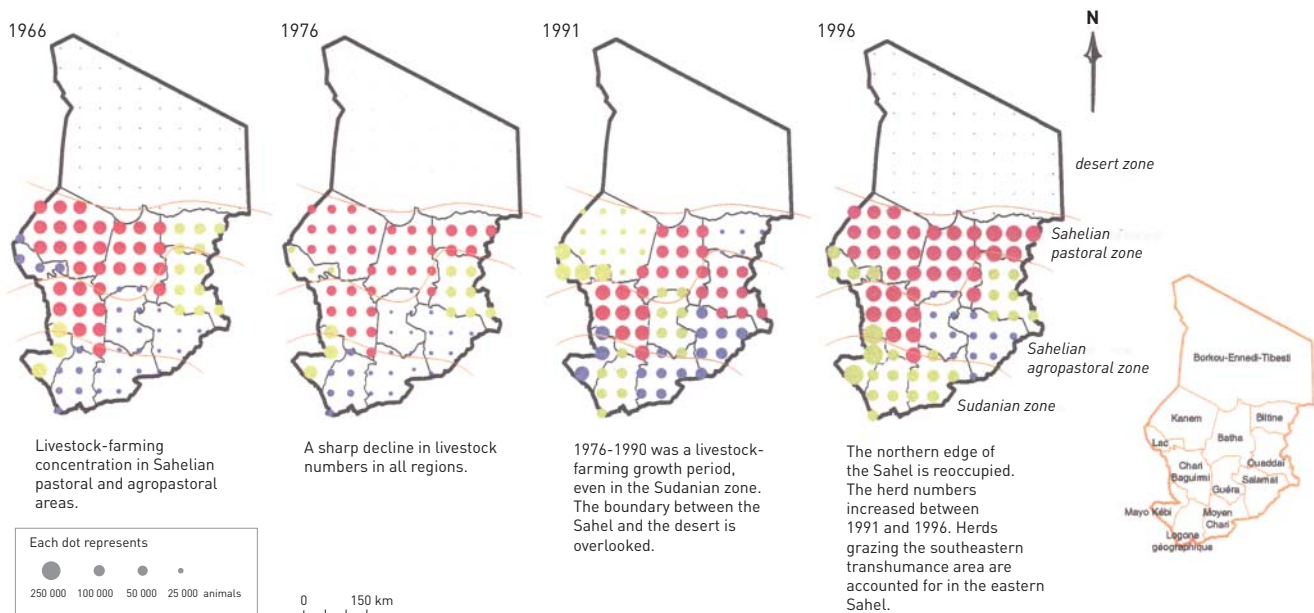 1966
1976
1991
1996
N
desert zone
Sahelian
pastoral zone
Sahelian
agropastoral zone
Sudanian zone
Livestock-farming
concentration in Sahelian
pastoral and agropastoral
areas.
A sharp decline in livestock
numbers in all regions.
1976-1990 was a livestock-
farming growth period,
even in the Sudanian zone.
The boundary between the
Sahel and the desert is
overlooked.
The northern edge of
the Sahel is reoccupied.
The herd numbers
increased between
1991 and 1996. Herds
grazing the southeastern
transhumance area are
accounted for in the eastern
Sahel.
Each dot represents
250 000 100 000 50 000 25 000 animals
0 150 km
Borkou-Ennedi-Tibesti
Kanem
Biltine
Batha
Lac
Ouaddaï
Chari
Baguirmi
Salamat
Guéra
Mayo Kébi
Moyen
Chari
Logone
géographique